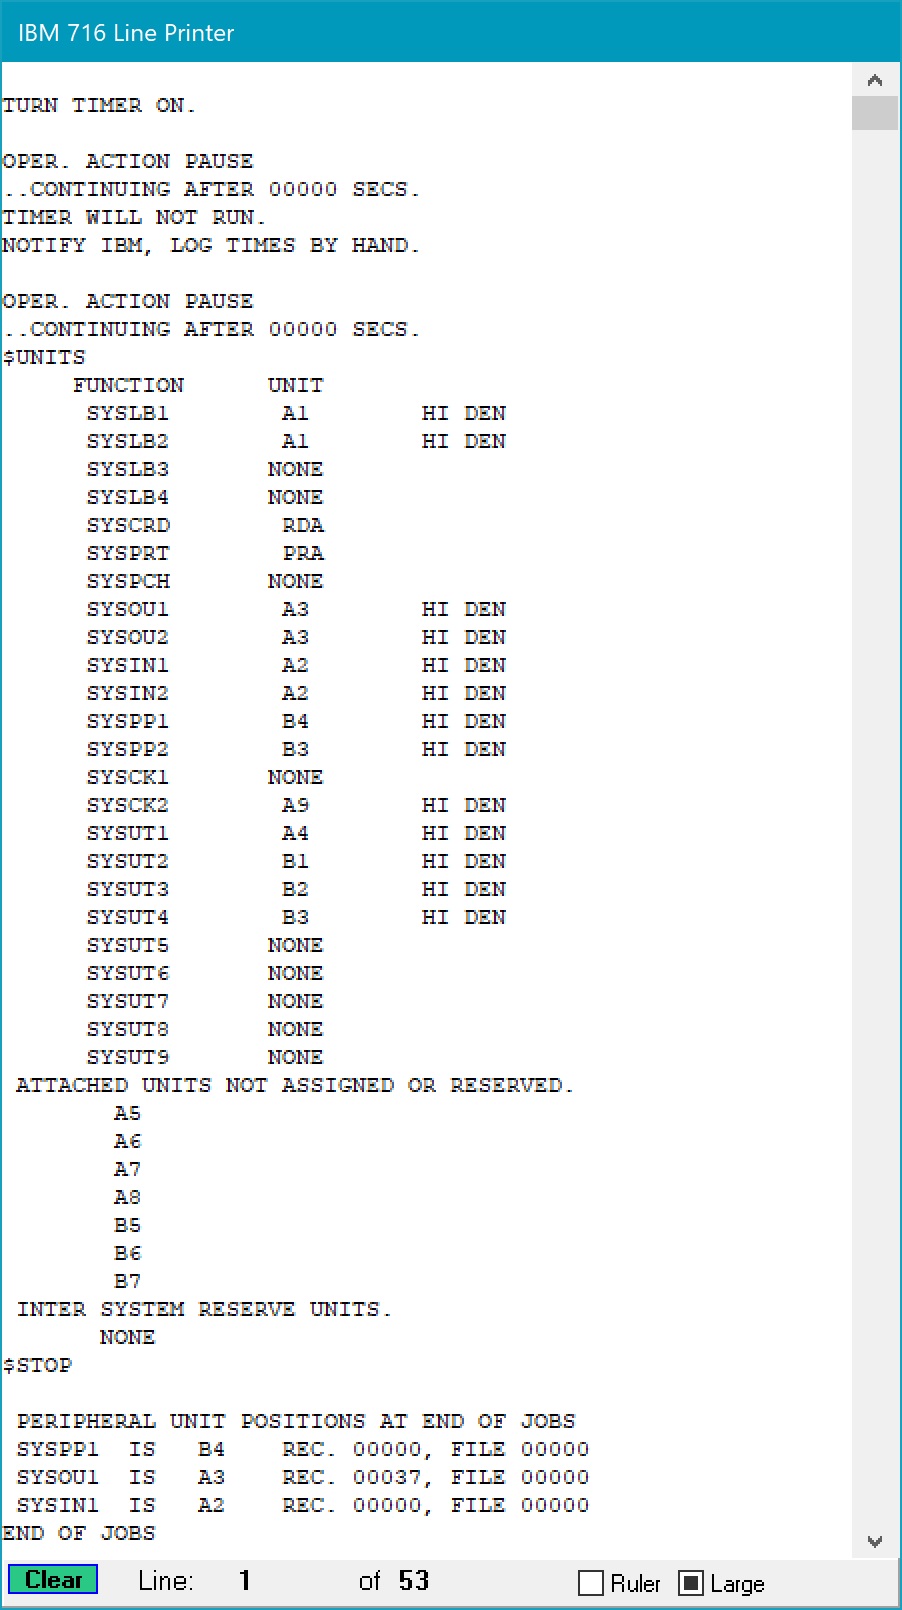 IBM 716 Line Printer
TURN TIMER ON.
OPER. ACTION PAUSE
..CONTINUING AFTER 00000 SECS.
TIMER WILL NOT RUN.
NOTIFY IBM, LOG TIMES BY HAND.
OPER. ACTION PAUSE
..CONTINUING AFTER 00000 SECS.
$UNITS
FUNCTION UNIT
SYSLB1 A1 HI DEN
SYSLB2 A1 HI DEN
SYSLB3 NONE
SYSLB4 NONE
SYSCRD RDA
SYSPRT PRA
SYSPCH NONE
SYSOU1 A3 HI DEN
SYSOU2 A3 HI DEN
SYSIN1 A2 HI DEN
SYSIN2 A2 HI DEN
SYSPP1 B4 HI DEN
SYSPP2 B3 HI DEN
SYSCK1 NONE
SYSCK2 A9 HI DEN
SYSUT1 A4 HI DEN
SYSUT2 B1 HI DEN
SYSUT3 B2 HI DEN
SYSUT4 B3 HI DEN
SYSUT5 NONE
SYSUT6 NONE
SYSUT7 NONE
SYSUT8 NONE
SYSUT9 NONE
ATTACHED UNITS NOT ASSIGNED OR RESERVED.
A5
A6
A7
A8
B5
B6
B7
INTER SYSTEM RESERVE UNITS.
NONE
$STOP
PERIPHERAL UNIT POSITIONS AT END OF JOBS
SYSPP1 IS B4 REC. 00000, FILE 00000
SYSOU1 IS A3 REC. 00037, FILE 00000
SYSIN1 IS A2 REC. 00000, FILE 00000
END OF JOBS
Clear Line: 1 of 53 Ruler Large